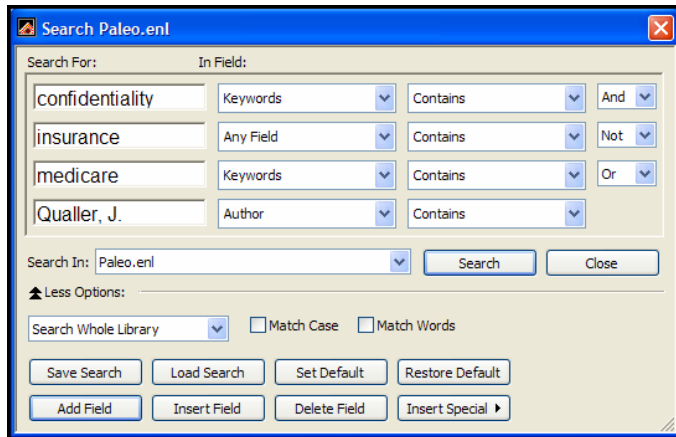 Search Paleo.enl
Search For: In Field:
confidentiality Keywords Contains And
insurance Any Field Contains Not
medicare Keywords Contains Or
Qualler, J. Author Contains
Search In: Paleo.enl Search Close
Less Options:
Search Whole Library Match Case Match Words
Save Search Load Search Set Default Restore Default
Add Field Insert Field Delete Field Insert Special